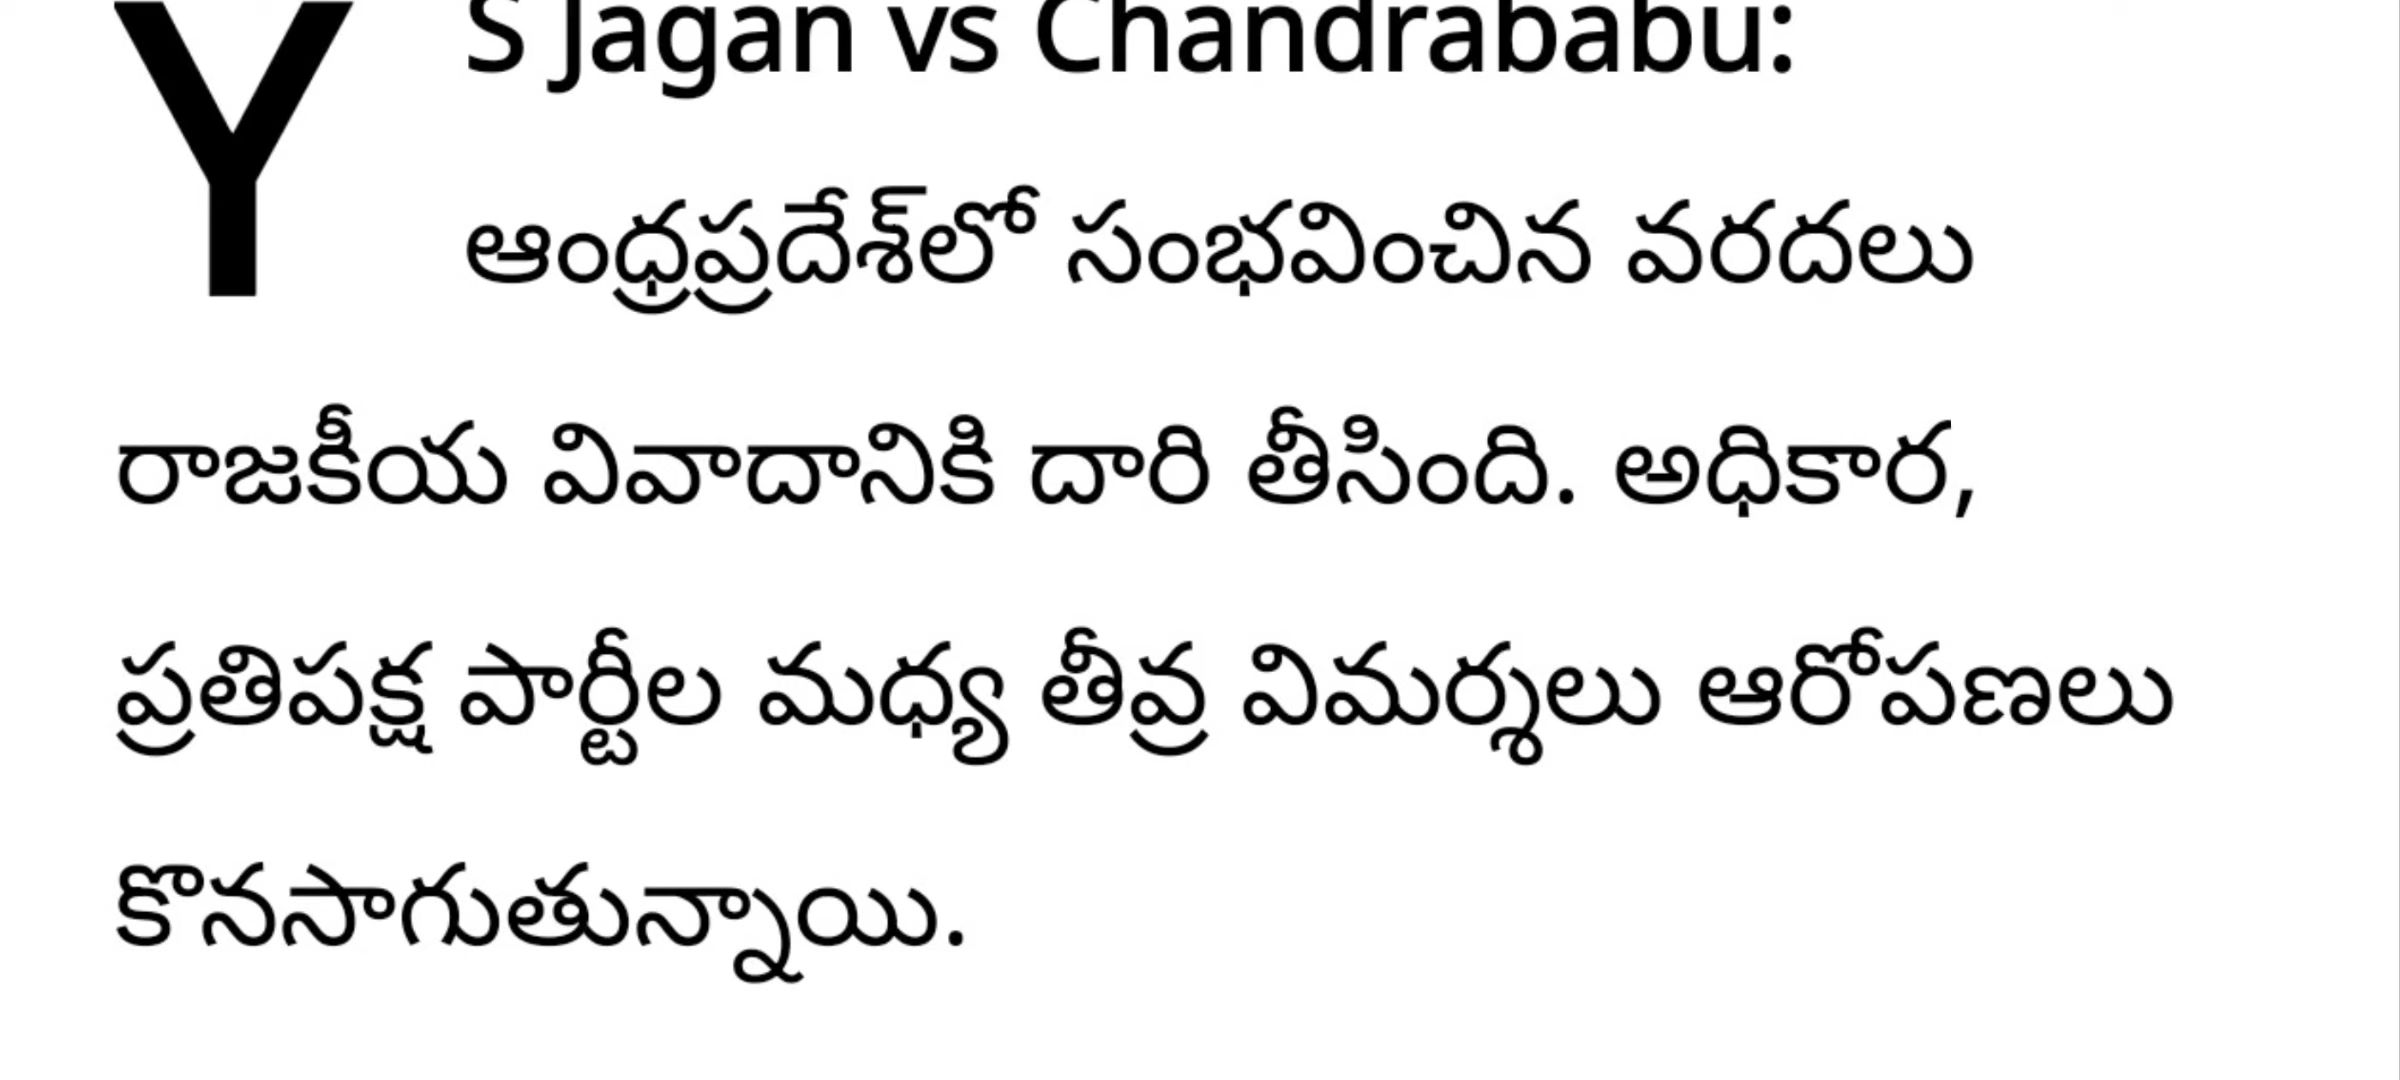 YS Jagan vs Chandrababu:
ఆంధ్రప్రదేశ్‌లో సంభవించిన వరదలు
రాజకీయ వివాదానికి దారి తీసింది. అధికార,
ప్రతిపక్ష పార్టీల మధ్య తీవ్ర విమర్శలు ఆరోపణలు
కొనసాగుతున్నాయి.